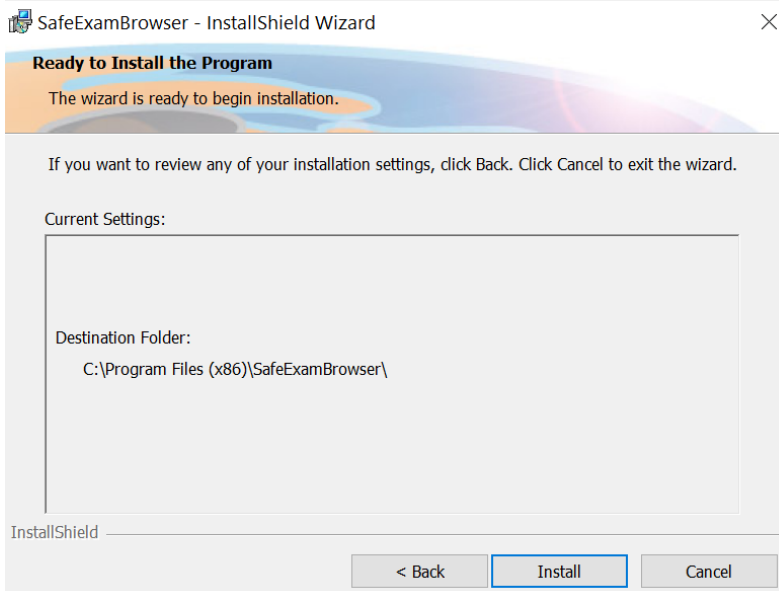 SafeExamBrowser - InstallShield Wizard
Ready to Install the Program
The wizard is ready to begin installation.
If you want to review any of your installation settings, click Back. Click Cancel to exit the wizard.
Current Settings:
Destination Folder:
C:\Program Files (x86)\SafeExamBrowser\
InstallShield
< Back Install Cancel